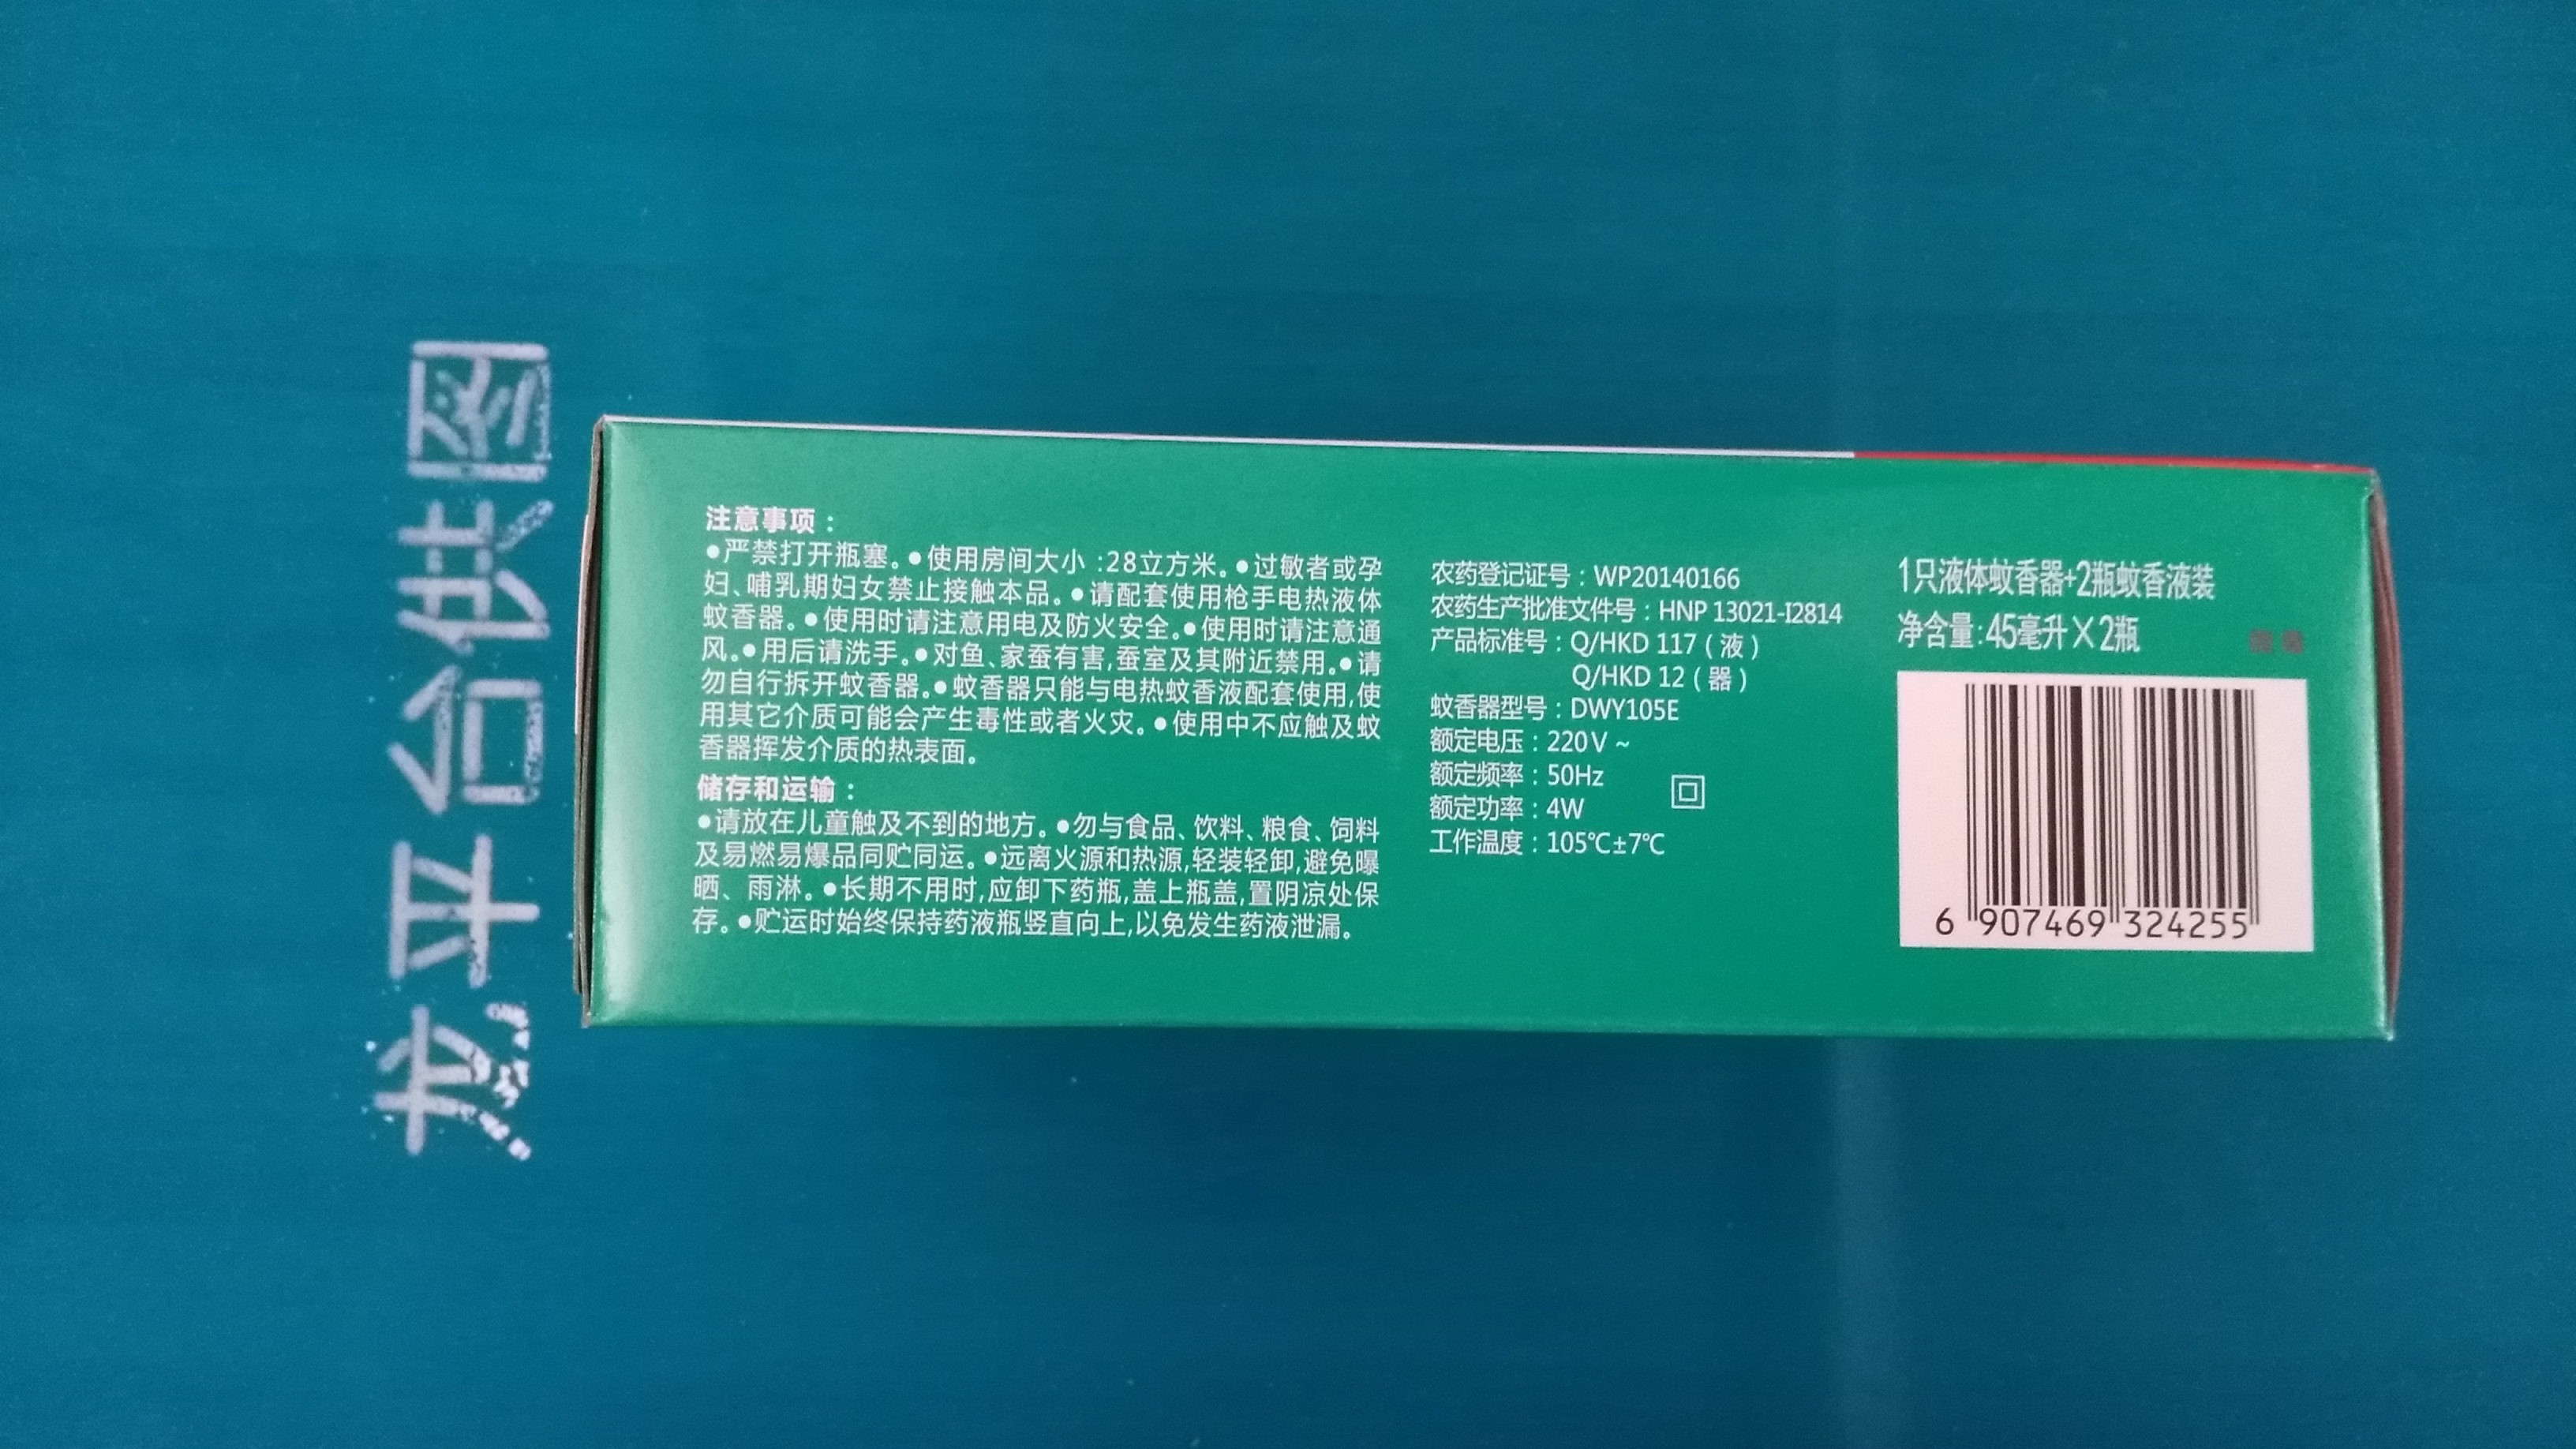 龙平台供图
注意事项：
●严禁打开瓶塞。●使用房间大小：28立方米。●过敏者或孕
妇、哺乳期妇女禁止接触本品。●请配套使用枪手电热液体
蚊香器。●使用时请注意用电及防火安全。●使用时请注意通
风。●用后请洗手。●对鱼、家蚕有害,蚕室及其附近禁用。●请
勿自行拆开蚊香器。●蚊香器只能与电热蚊香液配套使用,使
用其它介质可能会产生毒性或者火灾。●使用中不应触及蚊
香器挥发介质的热表面。
储存和运输：
●请放在儿童触及不到的地方。●勿与食品、饮料、粮食、饲料
及易燃易爆品同贮同运。●远离火源和热源,轻装轻卸,避免曝
晒、雨淋。●长期不用时,应卸下药瓶,盖上瓶盖,置阴凉处保
存。●贮运时始终保持药液瓶竖直向上,以免发生药液泄漏。
农药登记证号：WP20140166
农药生产批准文件号：HNP 13021-I2814
产品标准号：Q/HKD 117（液）
Q/HKD 12（器）
蚊香器型号：DWY105E
额定电压：220V ~
额定频率：50Hz
额定功率：4W
工作温度：105℃±7℃
1只液体蚊香器+2瓶蚊香液装
净含量:45毫升X2瓶
6 907469 324255